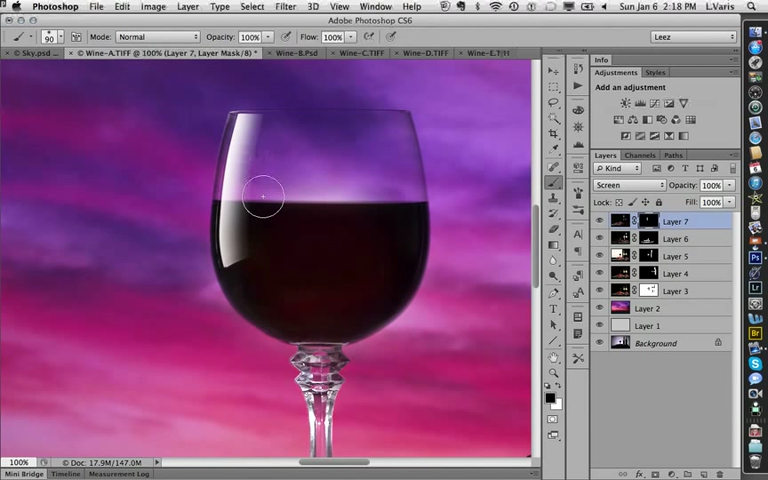 Photoshop File Edit Image Layer Type Select Filter 3D View Window Help Sun Jan 6 2:18 PM L.Varis
Adobe Photoshop CS6
90 Mode: Normal Opacity: 100% Flow: 100% Leez
× © Sky.psd ... × © Wine-A.TIFF @ 100% (Layer 7, Layer Mask/8) * × Wine-B.Psd × Wine-C.TIFF × Wine-D.TIFF × Wine-E.TIF
Info
Adjustments Styles
Add an adjustment
Layers Channels Paths
Kind
Screen Opacity: 100%
Lock: Fill: 100%
Layer 7
Layer 6
Layer 5
Layer 4
Layer 3
Layer 2
Layer 1
Background
100% Doc: 17.9M/147.0M
Mini Bridge Timeline Measurement Log